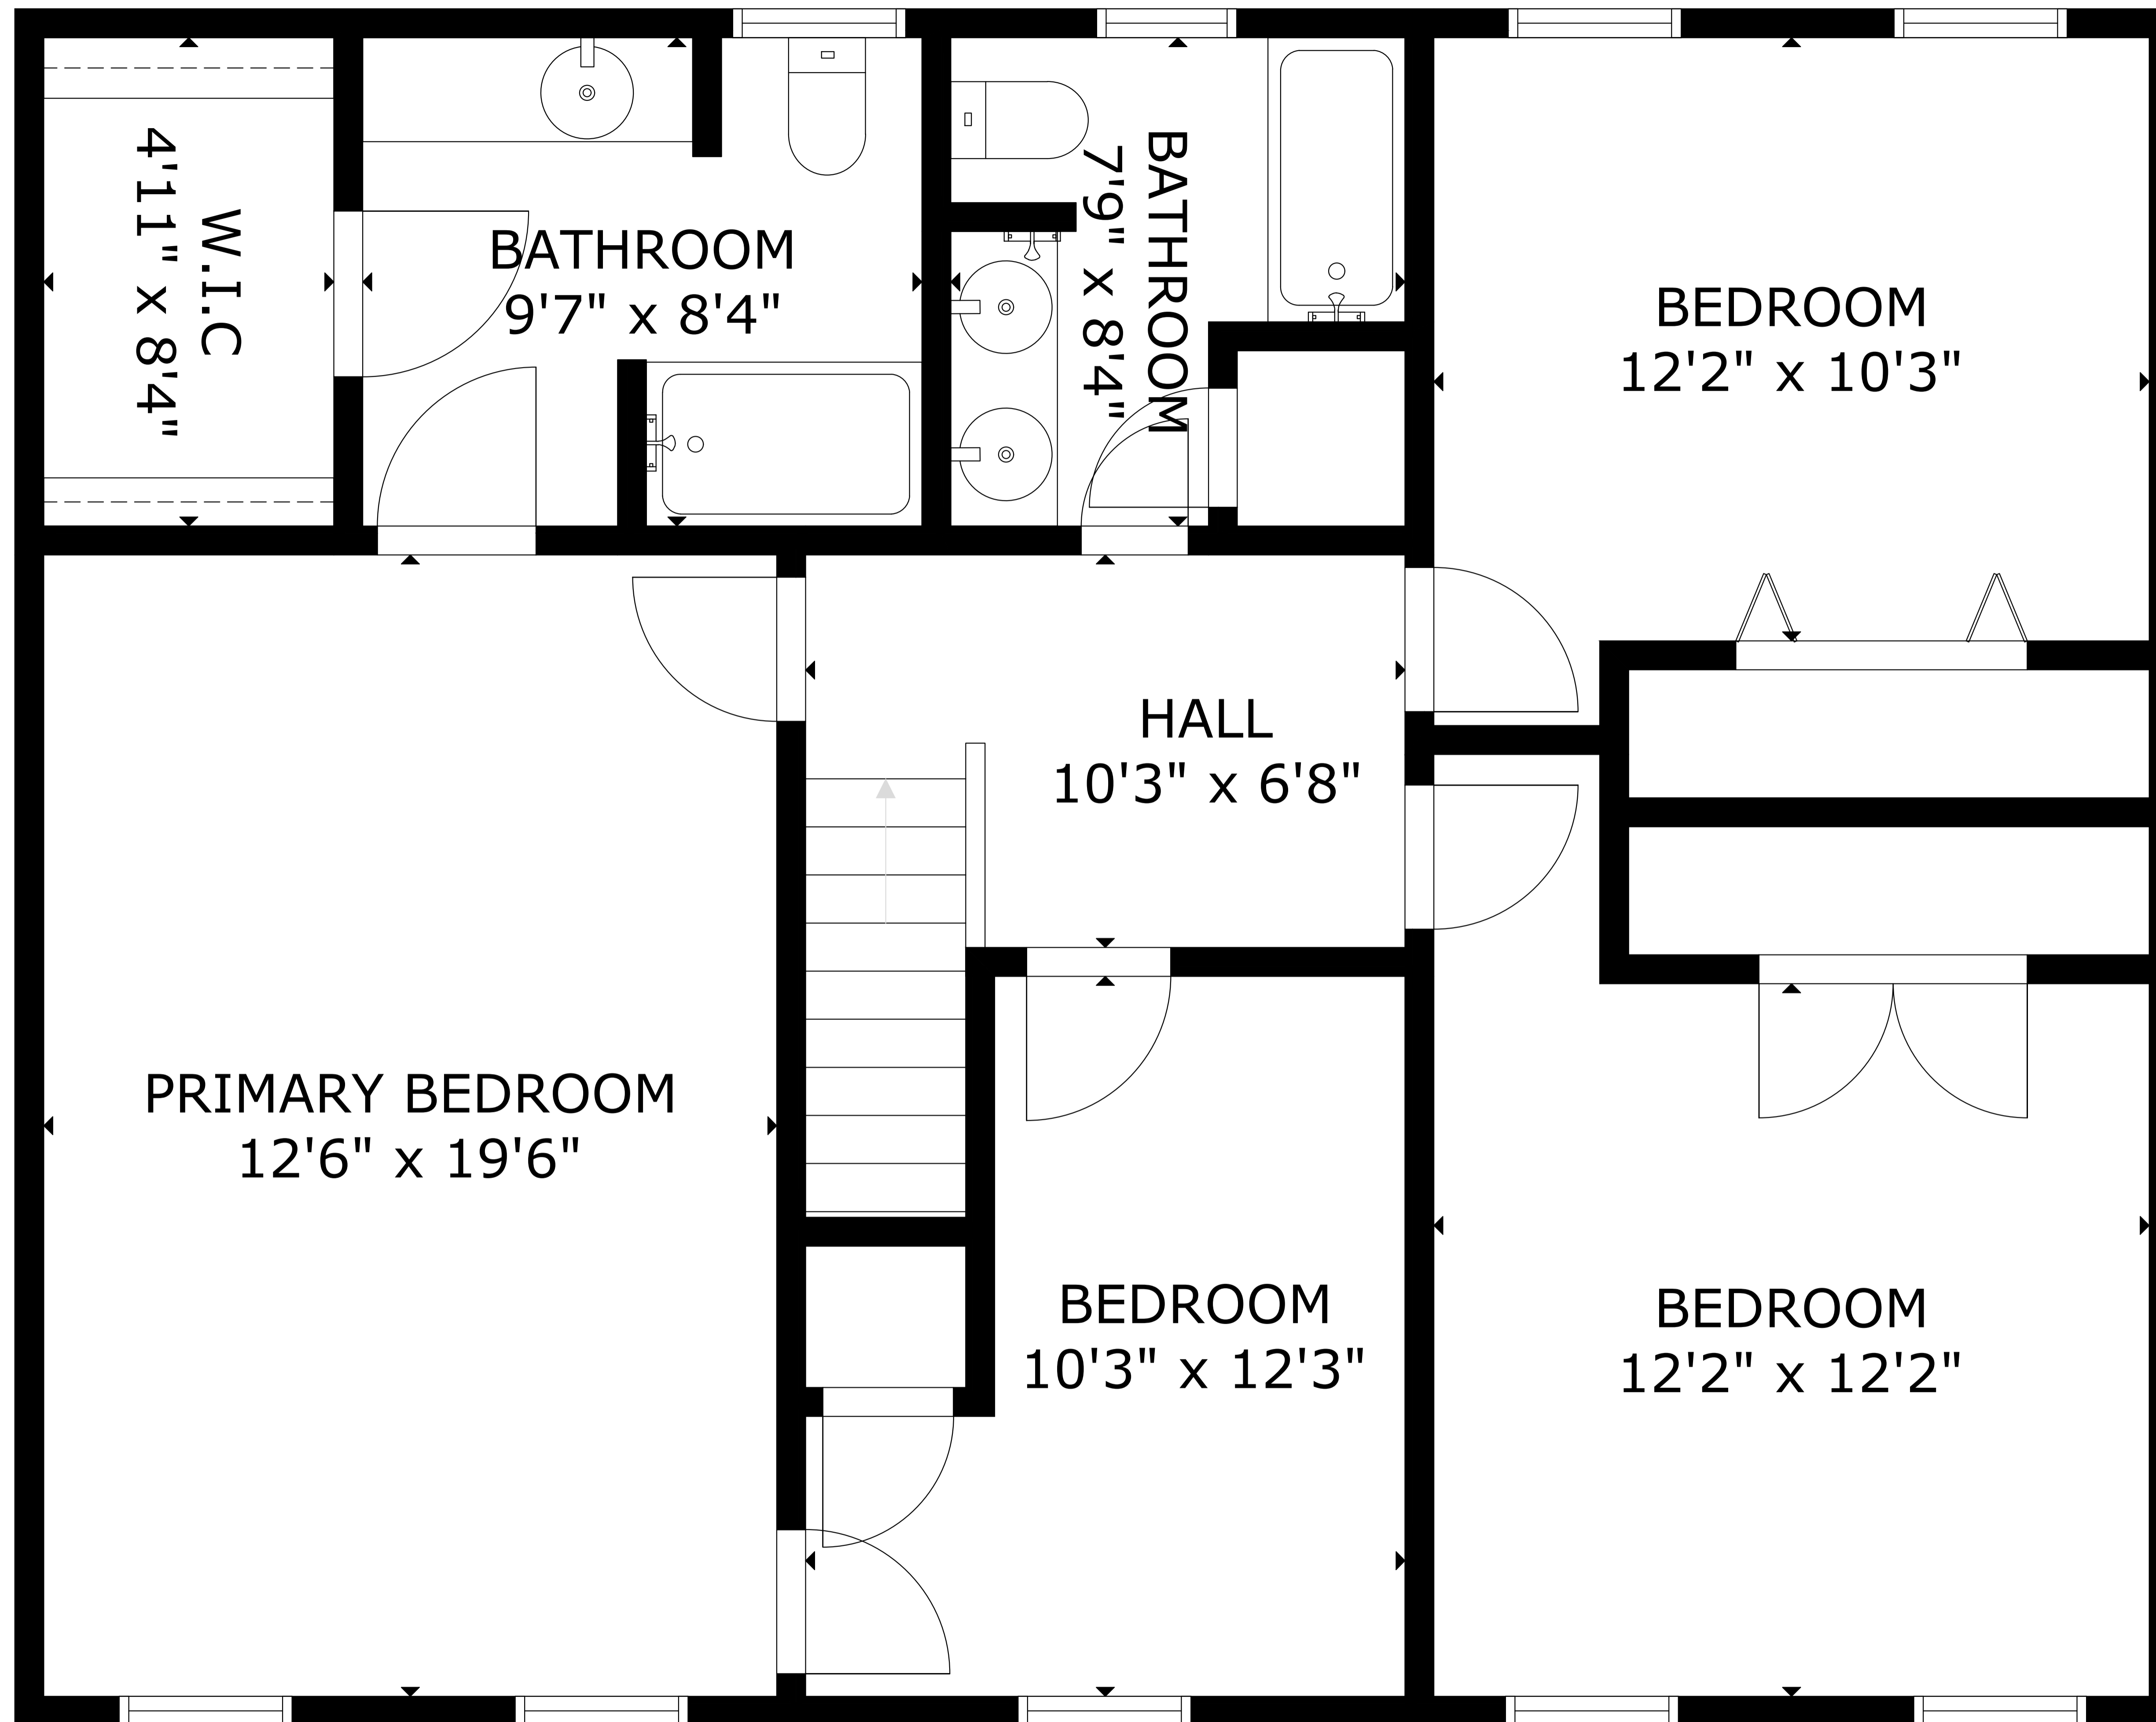 W.I.C
4'11" x 8'4"
BATHROOM
9'7" x 8'4"
BATHROOM
7'9" x 8'4"
BEDROOM
12'2" x 10'3"
HALL
10'3" x 6'8"
PRIMARY BEDROOM
12'6" x 19'6"
BEDROOM
10'3" x 12'3"
BEDROOM
12'2" x 12'2"